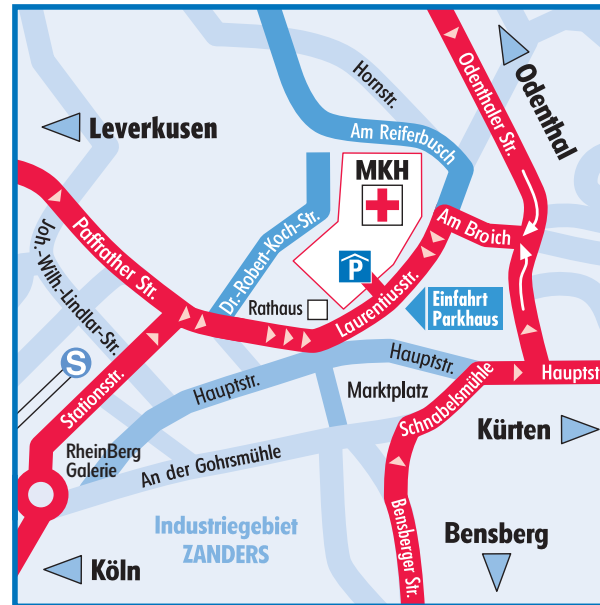 Hornstr.
Odenthaler Str.
Odenthal
Leverkusen
Am Reiferbusch
MKH
Joh.-Wilh.-Lindlar-Str.
Paffrather Str.
Dr.-Robert-Koch-Str.
Am Broich
P
Rathaus
Laurentiusstr.
Einfahrt
Parkhaus
S
Stationsstr.
Hauptstr.
Hauptstr.
Hauptst
Marktplatz
Schnabelsmühle
Kürten
RheinBerg
Galerie
An der Gohrsmühle
Industriegebiet
ZANDERS
Bensberger Str.
Bensberg
Köln